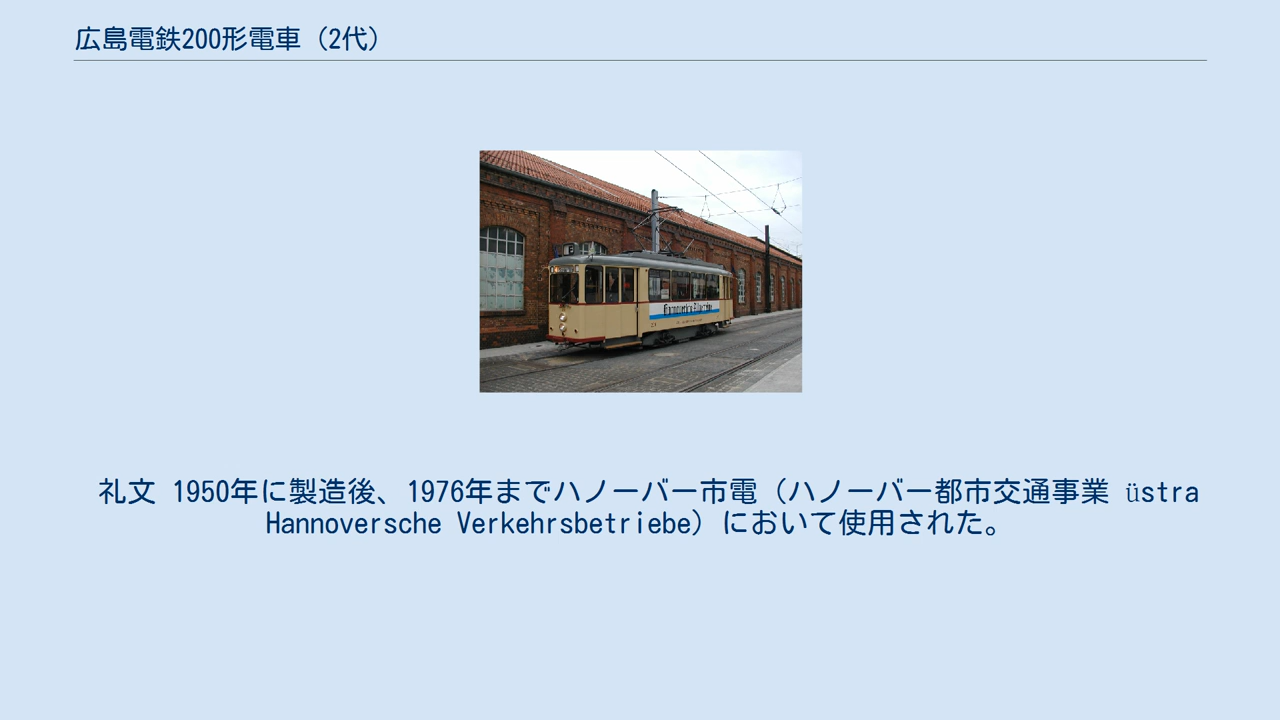 広島電鉄200形電車（2代）
礼文 1950年に製造後、1976年までハノーバー市電（ハノーバー都市交通事業 üstra
Hannoversche Verkehrsbetriebe）において使用された。